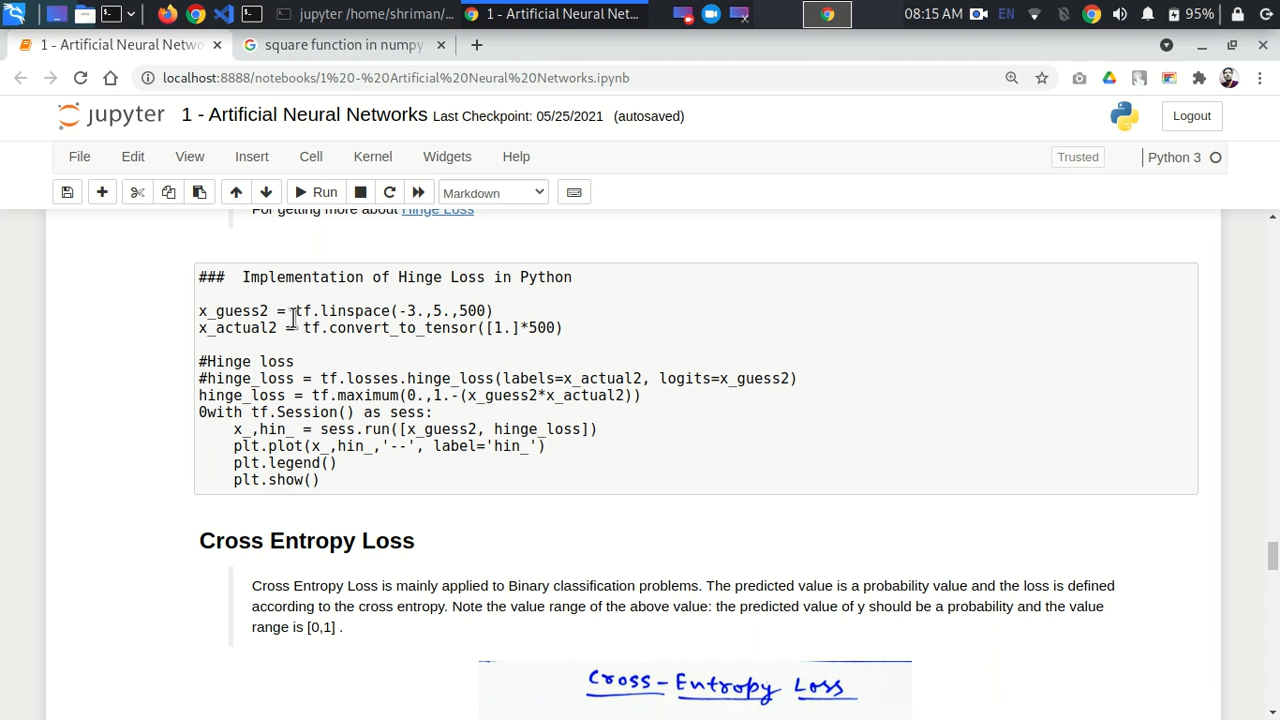 jupyter /home/shriman/...
1 - Artificial Neural Net...
08:15 AM
EN
95%
1 - Artificial Neural Netwo
square function in numpy
localhost:8888/notebooks/1%20-%20Artificial%20Neural%20Networks.ipynb
jupyter 1 - Artificial Neural Networks Last Checkpoint: 05/25/2021 (autosaved)
Logout
File Edit View Insert Cell Kernel Widgets Help
Trusted
Python 3
Run
Markdown
For getting more about Hinge Loss
### Implementation of Hinge Loss in Python
x_guess2 = tf.linspace(-3.,5.,500)
x_actual2 = tf.convert_to_tensor([1.]*500)
#Hinge loss
#hinge_loss = tf.losses.hinge_loss(labels=x_actual2, logits=x_guess2)
hinge_loss = tf.maximum(0.,1.-(x_guess2*x_actual2))
0with tf.Session() as sess:
x_,hin_ = sess.run([x_guess2, hinge_loss])
plt.plot(x_,hin_,'--', label='hin_')
plt.legend()
plt.show()
Cross Entropy Loss
Cross Entropy Loss is mainly applied to Binary classification problems. The predicted value is a probability value and the loss is defined
according to the cross entropy. Note the value range of the above value: the predicted value of y should be a probability and the value
range is [0,1] .
Cross-Entropy Loss